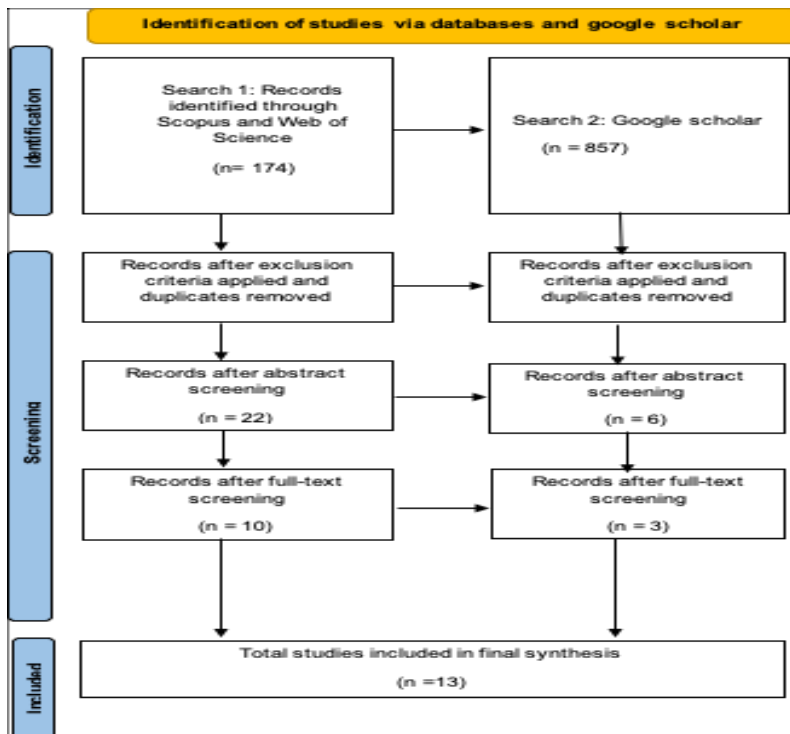 Identification of studies via databases and google scholar
Identification
Search 1: Records
identified through
Scopus and Web of
Science
(n= 174)
Search 2: Google scholar
(n = 857)
Screening
Records after exclusion
criteria applied and
duplicates removed
Records after exclusion
criteria applied and
duplicates removed
Records after abstract
screening
(n = 22)
Records after abstract
screening
(n = 6)
Records after full-text
screening
(n = 10)
Records after full-text
screening
(n = 3)
Included
Total studies included in final synthesis
(n =13)